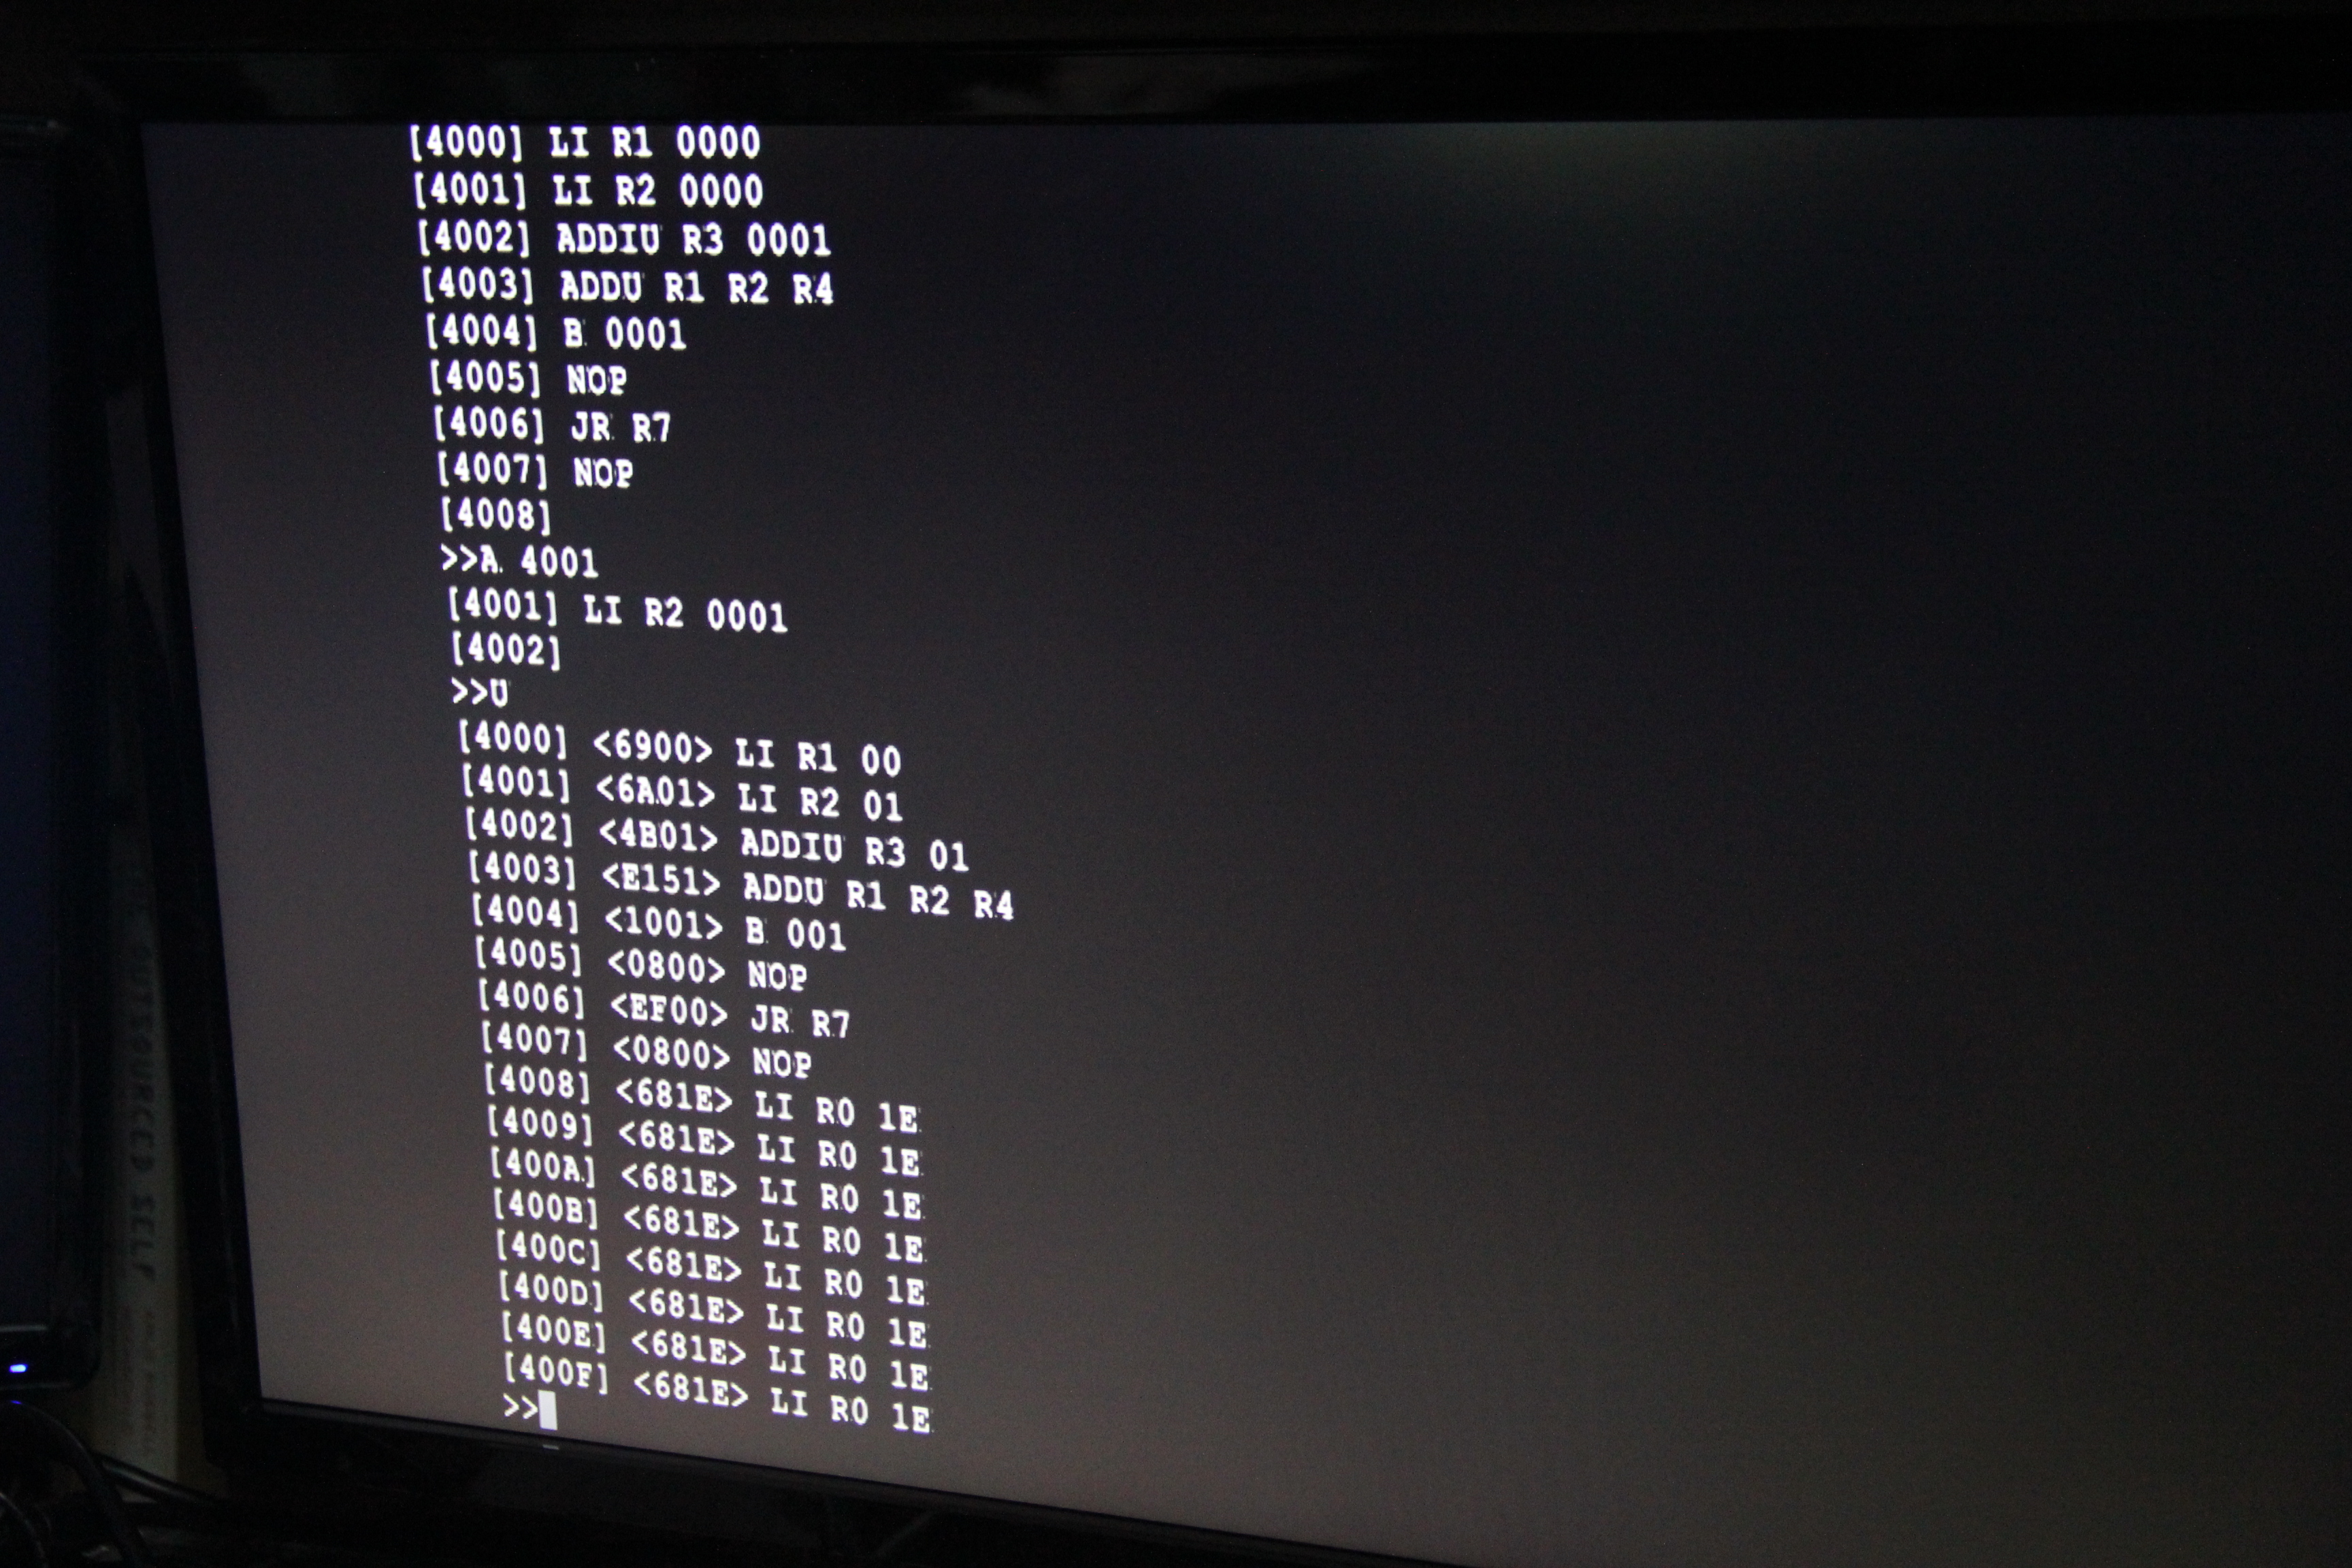 [4000] LI R1 0000
[4001] LI R2 0000
[4002] ADDIU R3 0001
[4003] ADDU R1 R2 R4
[4004] B 0001
[4005] NOP
[4006] JR R7
[4007] NOP
[4008]
>>A 4001
[4001] LI R2 0001
[4002]
>>U
[4000] <6900> LI R1 00
[4001] <6A01> LI R2 01
[4002] <4B01> ADDIU R3 01
[4003] <E151> ADDU R1 R2 R4
[4004] <1001> B 001
[4005] <0800> NOP
[4006] <EF00> JR R7
[4007] <0800> NOP
[4008] <681E> LI R0 1E
[4009] <681E> LI R0 1E
[400A] <681E> LI R0 1E
[400B] <681E> LI R0 1E
[400C] <681E> LI R0 1E
[400D] <681E> LI R0 1E
[400E] <681E> LI R0 1E
[400F] <681E> LI R0 1E
>>
OUTSOURCED SELF